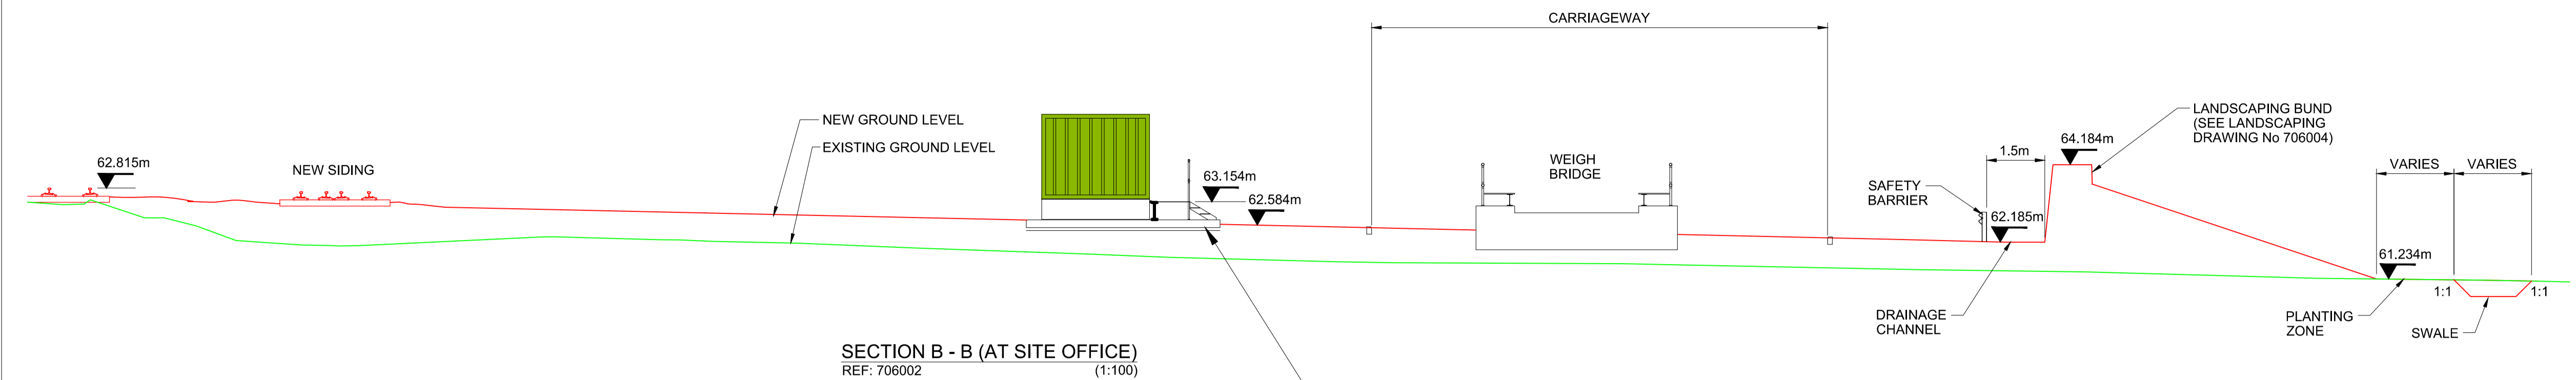 CARRIAGEWAY
NEW GROUND LEVEL
EXISTING GROUND LEVEL
62.815m
NEW SIDING
63.154m
62.584m
WEIGH
BRIDGE
SAFETY
BARRIER
1.5m
62.185m
64.184m
LANDSCAPING BUND
(SEE LANDSCAPING
DRAWING No 706004)
VARIES
VARIES
61.234m
1:1
1:1
DRAINAGE
CHANNEL
PLANTING
ZONE
SWALE
SECTION B - B (AT SITE OFFICE)
REF: 706002 (1:100)